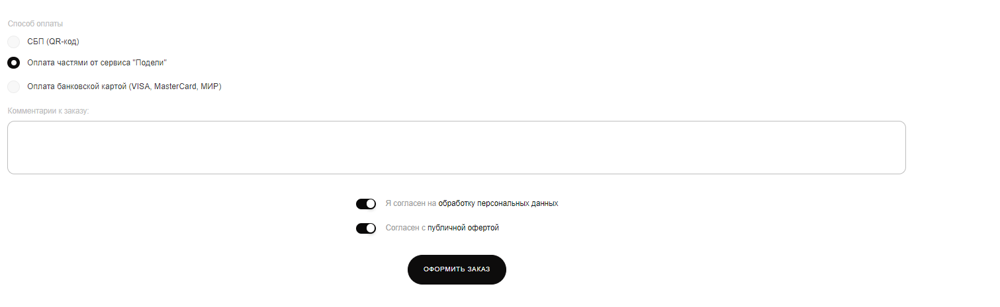 Способ оплаты
СБП (QR-код)
Оплата частями от сервиса "Подели"
Оплата банковской картой (VISA, MasterCard, МИР)
Комментарии к заказу:
Я согласен на обработку персональных данных
Согласен с публичной офертой
ОФОРМИТЬ ЗАКАЗ